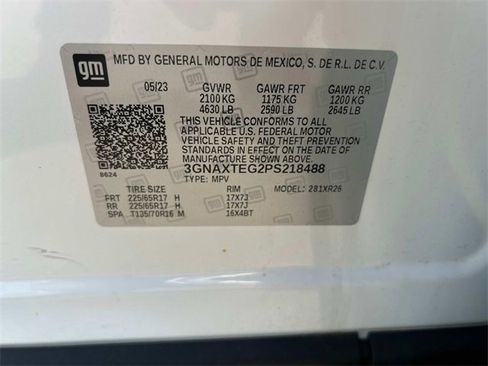 gm
MFD BY GENERAL MOTORS DE MEXICO, S. DE R.L. DE C.V.
05/23 GVWR GAWR FRT GAWR RR
2100 KG 1175 KG 1200 KG
4630 LB 2590 LB 2645 LB
THIS VEHICLE CONFORMS TO ALL
APPLICABLE U.S. FEDERAL MOTOR
VEHICLE SAFETY AND THEFT
PREVENTION STANDARDS IN EFFECT ON
THE DATE OF MANUFACTURE SHOWN ABOVE.
3GNAXTEG2PS218488
8624 TYPE: MPV
TIRE SIZE RIM MODEL: 281XR26
FRT 225/65R17 H 17X7J
RR 225/65R17 H 17X7J
SPA T135/70R16 M 16X4BT